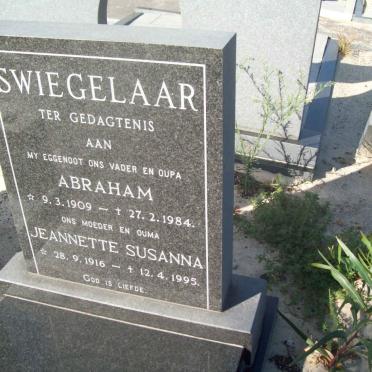 SWIEGELAAR
TER GEDAGTENIS
AAN
MY EGGENOOT ONS VADER EN OUPA
ABRAHAM
☆ 9.3.1909 — † 27.2.1984.
ONS MOEDER EN OUMA
JEANNETTE SUSANNA
☆ 28.9.1916 — † 12.4.1995.
GOD IS LIEFDE